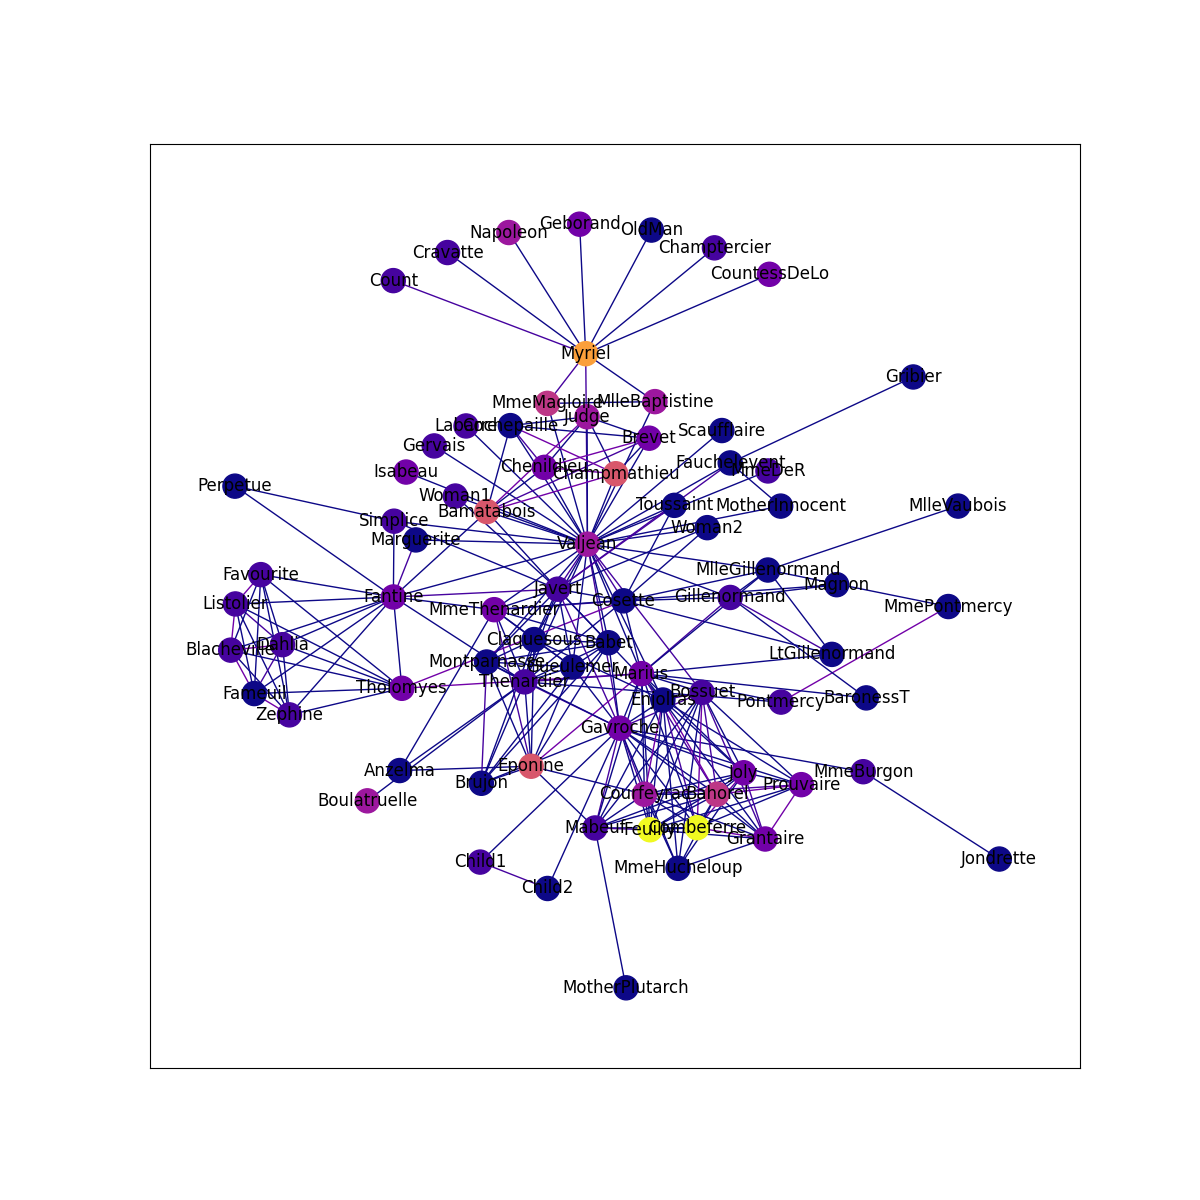 Geborand
OldMan
Napoleon
Champtercier
Cravatte
CountessDeLo
Count
Myriel
Gribier
MlleBaptistine
MmeMagloire
Judge
Labarre
Cochepaille
Scaufflaire
Brevet
Gervais
Fauchelevent
Chenildieu
MmeDeR
Isabeau
Champmathieu
Perpetue
Woman1
Toussaint
MotherInnocent
MlleVaubois
Bamatabois
Simplice
Woman2
Marguerite
Valjean
MlleGillenormand
Favourite
Magnon
Javert
Fantine
Gillenormand
Cosette
Listolier
MmePontmercy
MmeThenardier
Claquesous
Babet
Dahlia
Blacheville
LtGillenormand
Montparnasse
Gueulemer
Marius
Thenardier
Tholomyes
Bossuet
Fameuil
BaronessT
Enjolras
Pontmercy
Zephine
Gavroche
Eponine
Anzelma
Joly
MmeBurgon
Brujon
Prouvaire
Courfeyrac
Bahorel
Boulatruelle
Mabeuf
Feuilly
Combeferre
Grantaire
Jondrette
Child1
MmeHucheloup
Child2
MotherPlutarch